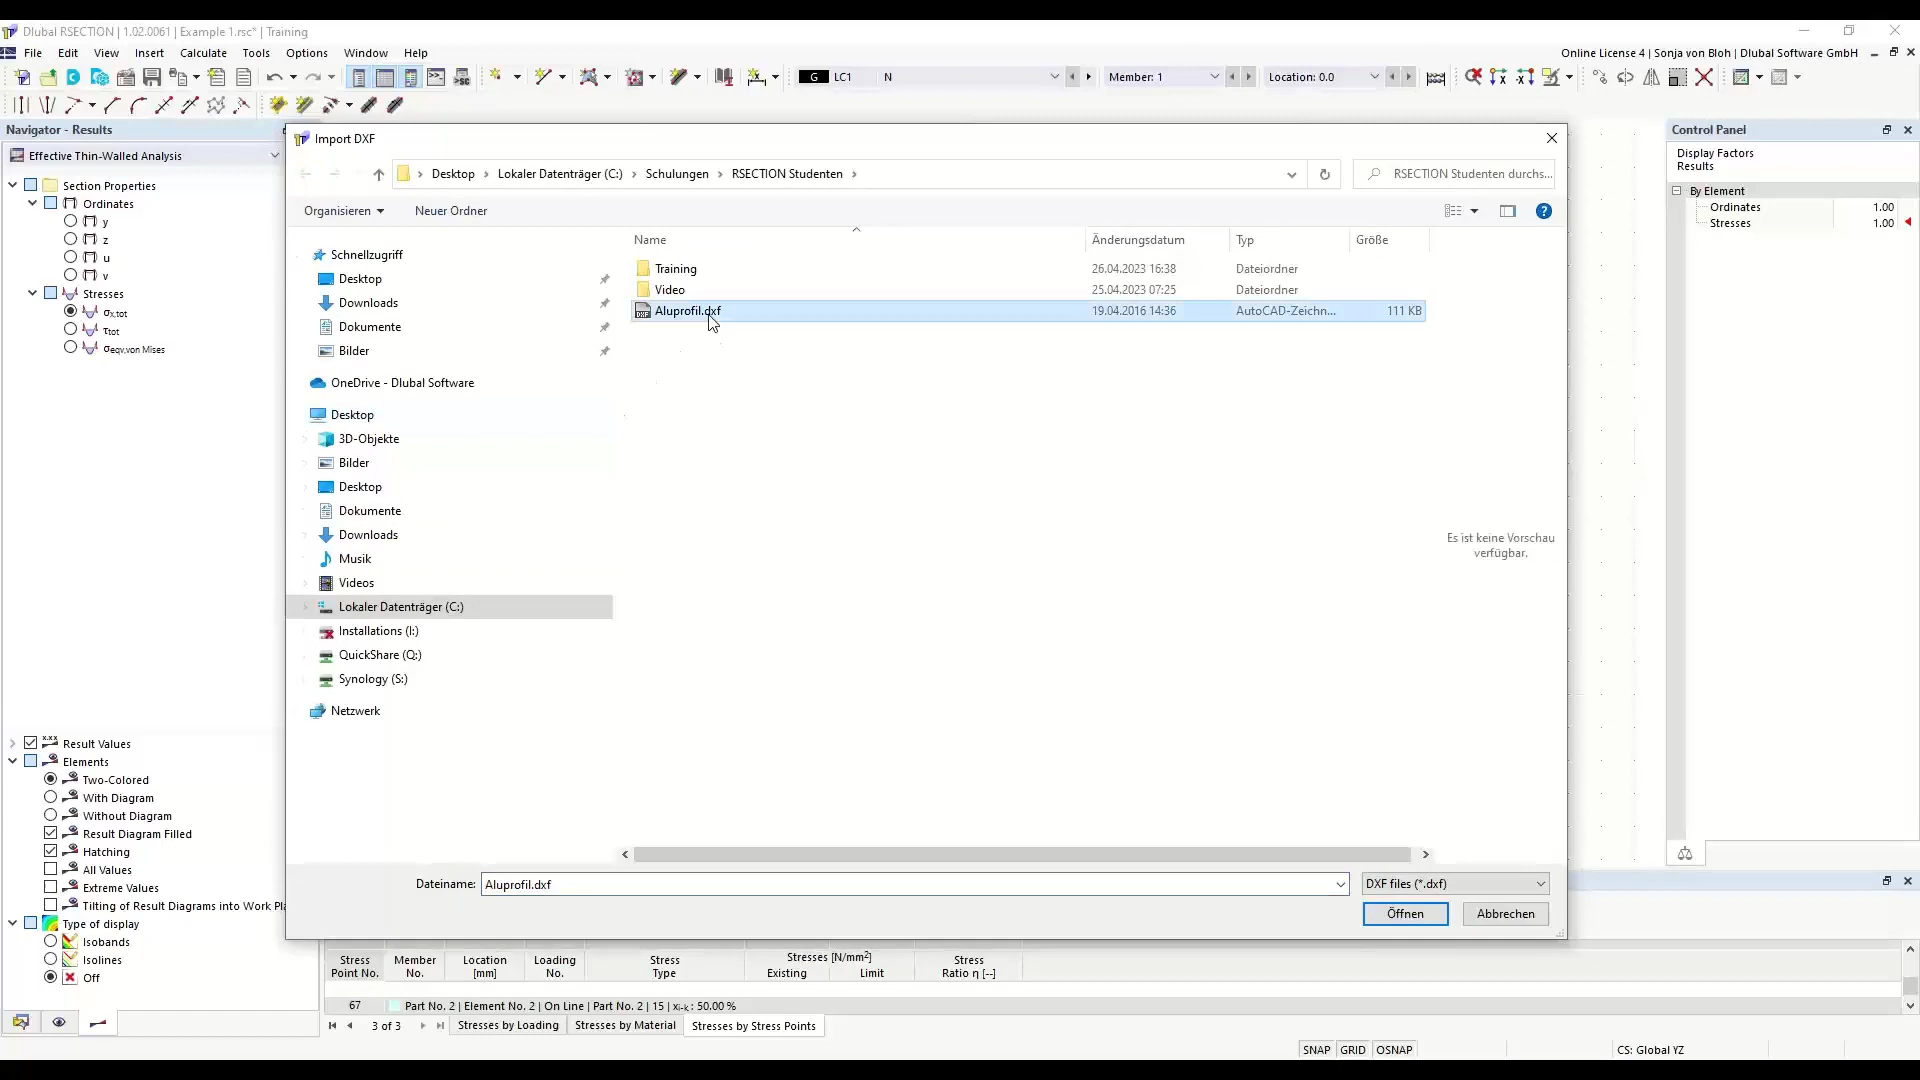 Dlubal RSECTION | 1.02.0061 | Example 1.rsc* | Training
File Edit View Insert Graphics Calculate Tools Options Window Help
Online License 4 | Sonja von Bloh | Dlubal Software GmbH
G LC1 N Member: 1 Location: 0.0
Navigator - Results
Effective Thin-Walled Analysis
Section Properties
Ordinates
y
z
u
v
Stresses
σx,tot
τtot
σeqv,von Mises
Result Values
Elements
Two-Colored
With Diagram
Without Diagram
Result Diagram Filled
Hatching
All Values
Extreme Values
Tilting of Result Diagrams into Work Pla
Type of display
Isobands
Isolines
Off
Import DXF
Desktop Lokaler Datenträger (C:) Schulungen RSECTION Studenten
RSECTION Studenten durchs...
Organisieren Neuer Ordner
Schnellzugriff
Desktop
Downloads
Dokumente
Bilder
OneDrive - Dlubal Software
Desktop
3D-Objekte
Bilder
Desktop
Dokumente
Downloads
Musik
Videos
Lokaler Datenträger (C:)
Installations (I:)
QuickShare (Q:)
Synology (S:)
Netzwerk
Name Änderungsdatum Typ Größe
Training 26.04.2023 16:38 Dateiordner
Video 25.04.2023 07:25 Dateiordner
Aluprofil.dxf 19.04.2016 14:36 AutoCAD-Zeichn... 111 KB
Es ist keine Vorschau
verfügbar.
Dateiname: Aluprofil.dxf DXF files (*.dxf)
Öffnen Abbrechen
Control Panel
Display Factors
Results
By Element
Ordinates 1.00
Stresses 1.00
Stress Member Location Loading Stress Stresses [N/mm2] Stress
Point No. No. [mm] No. Type Existing Limit Ratio η [--]
67 Part No. 2 | Element No. 2 | On Line | Part No. 2 | 15 | xi-k : 50.00 %
3 of 3 Stresses by Loading Stresses by Material Stresses by Stress Points
SNAP GRID OSNAP CS: Global YZ